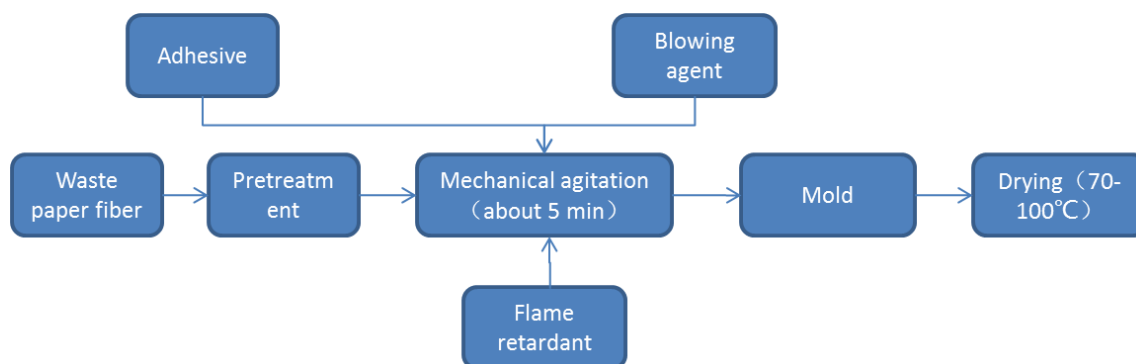 Adhesive
Blowing
agent
Waste
paper fiber
Pretreatm
ent
Mechanical agitation
（about 5 min）
Mold
Drying（70-
100℃）
Flame
retardant